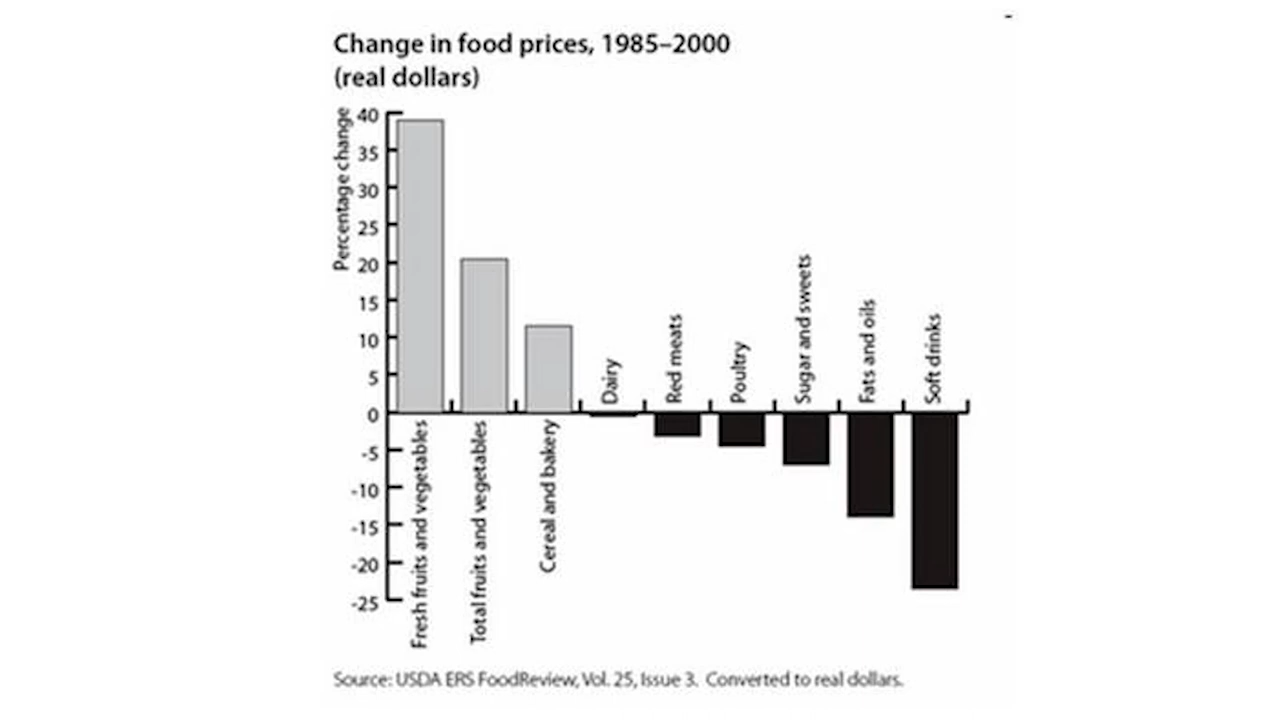 Change in food prices, 1985–2000
(real dollars)
Percentage change
40
35
30
25
20
15
10
5
0
-5
-10
-15
-20
-25
Fresh fruits and vegetables
Total fruits and vegetables
Cereal and bakery
Dairy
Red meats
Poultry
Sugar and sweets
Fats and oils
Soft drinks
Source: USDA ERS FoodReview, Vol. 25, Issue 3. Converted to real dollars.